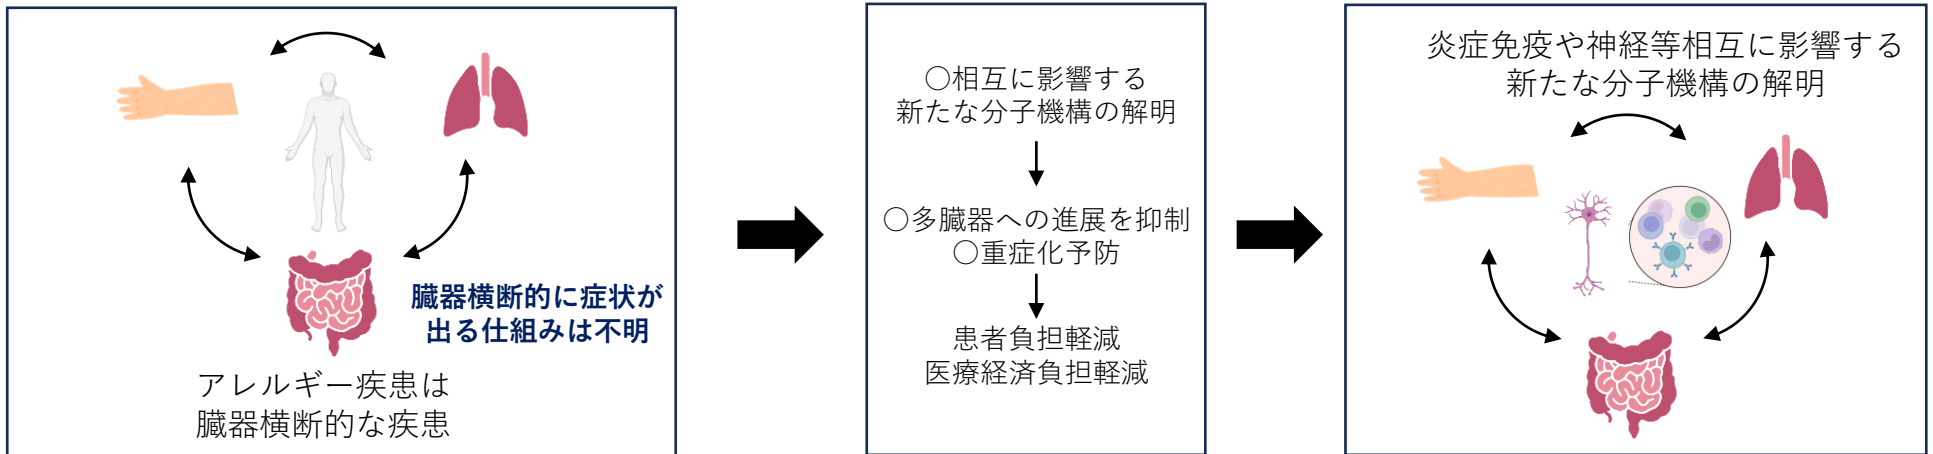 臓器横断的に症状が
出る仕組みは不明
アレルギー疾患は
臓器横断的な疾患
〇相互に影響する
新たな分子機構の解明
〇多臓器への進展を抑制
〇重症化予防
患者負担軽減
医療経済負担軽減
炎症免疫や神経等相互に影響する
新たな分子機構の解明